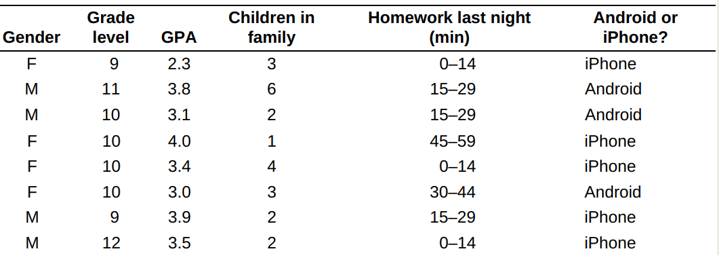 Grade Children in Homework last night Android or
Gender level GPA family (min) iPhone?
F 9 2.3 3 0–14 iPhone
M 11 3.8 6 15–29 Android
M 10 3.1 2 15–29 Android
F 10 4.0 1 45–59 iPhone
F 10 3.4 4 0–14 iPhone
F 10 3.0 3 30–44 Android
M 9 3.9 2 15–29 iPhone
M 12 3.5 2 0–14 iPhone